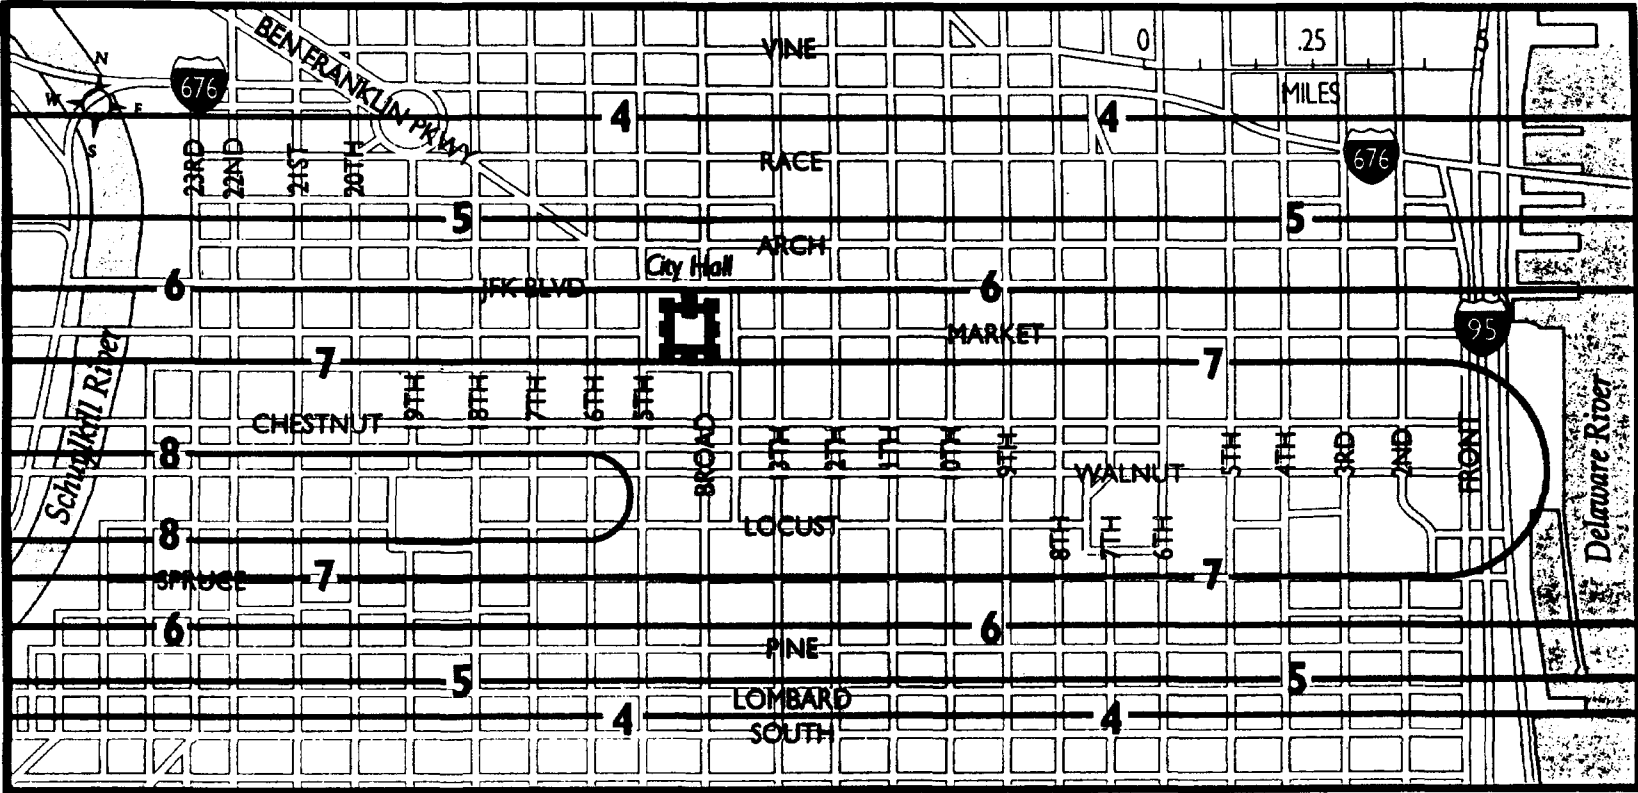 BEN FRANKLIN PKWY
VINE
0 .25
MILES
N
W E
S
676
4 4
676
23RD 22ND 21ST 20TH
RACE
5 5
ARCH
City Hall
6 JFK BLVD 6
MARKET
95
7 7
19TH 18TH 17TH 16TH 15TH
CHESTNUT
BROAD
13TH 12TH 11TH 10TH 9TH
5TH 4TH 3RD 2ND FRONT
8
WALNUT
Schuylkill River
Delaware River
LOCUST
8TH 7TH 6TH
8
SPRUCE 7 7
6 6
PINE
5 5
LOMBARD
4 4
SOUTH